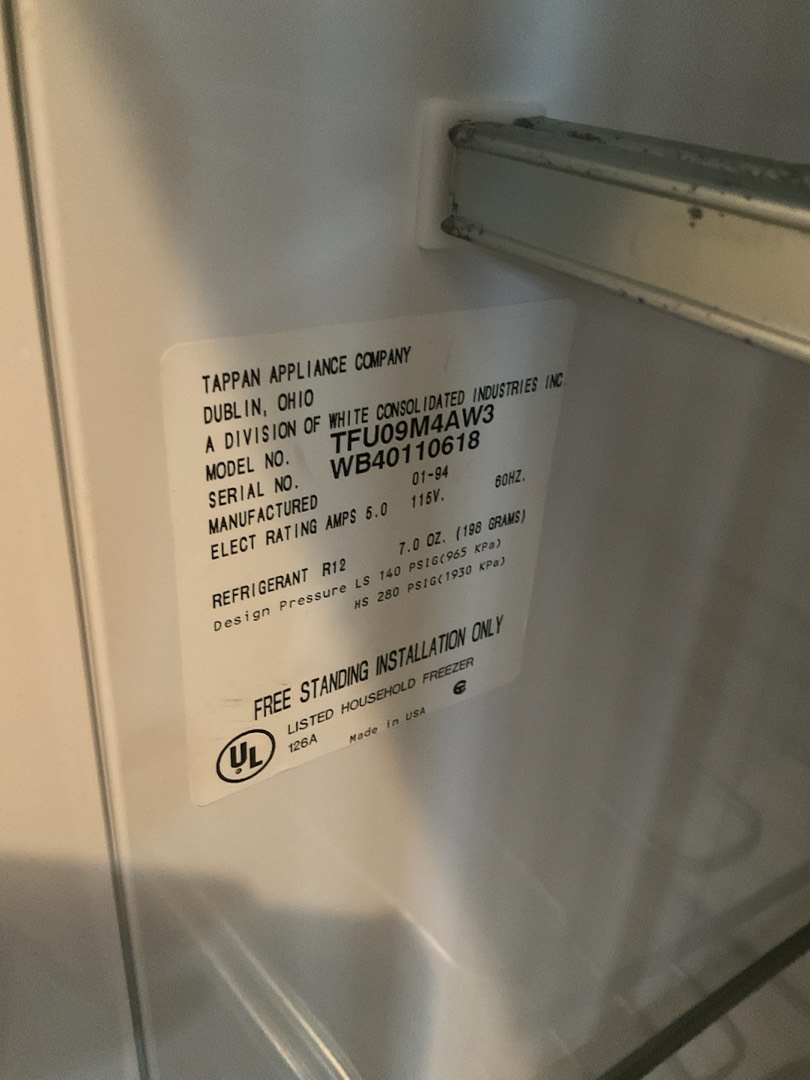 TAPPAN APPLIANCE COMPANY
DUBLIN, OHIO
A DIVISION OF WHITE CONSOLIDATED INDUSTRIES INC
MODEL NO. TFU09M4AW3
SERIAL NO. WB40110618
MANUFACTURED 01-94
ELECT RATING AMPS 5.0 115V. 60HZ.
REFRIGERANT R12 7.0 OZ. (198 GRAMS)
Design Pressure LS 140 PSIG(965 KPa)
HS 280 PSIG(1930 KPa)
FREE STANDING INSTALLATION ONLY
UL LISTED HOUSEHOLD FREEZER
126A Made in USA